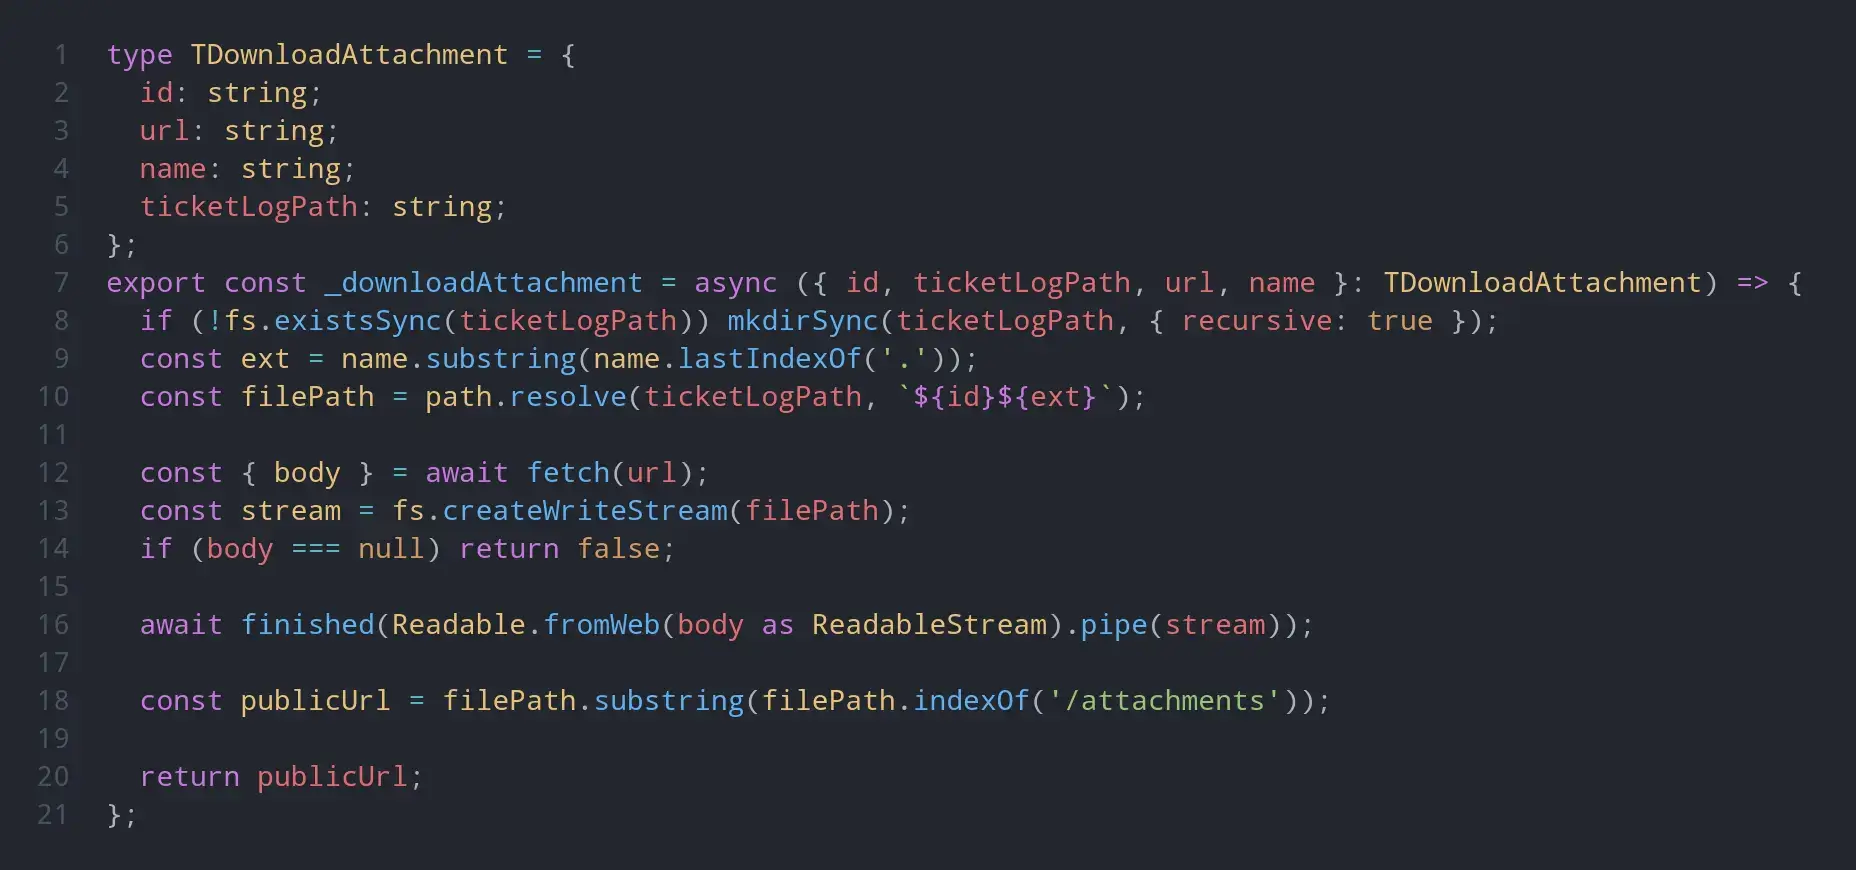 1 type TDownloadAttachment = {
2   id: string;
3   url: string;
4   name: string;
5   ticketLogPath: string;
6 };
7 export const _downloadAttachment = async ({ id, ticketLogPath, url, name }: TDownloadAttachment) => {
8   if (!fs.existsSync(ticketLogPath)) mkdirSync(ticketLogPath, { recursive: true });
9   const ext = name.substring(name.lastIndexOf('.'));
10   const filePath = path.resolve(ticketLogPath, `${id}${ext}`);
11
12   const { body } = await fetch(url);
13   const stream = fs.createWriteStream(filePath);
14   if (body === null) return false;
15
16   await finished(Readable.fromWeb(body as ReadableStream).pipe(stream));
17
18   const publicUrl = filePath.substring(filePath.indexOf('/attachments'));
19
20   return publicUrl;
21 };